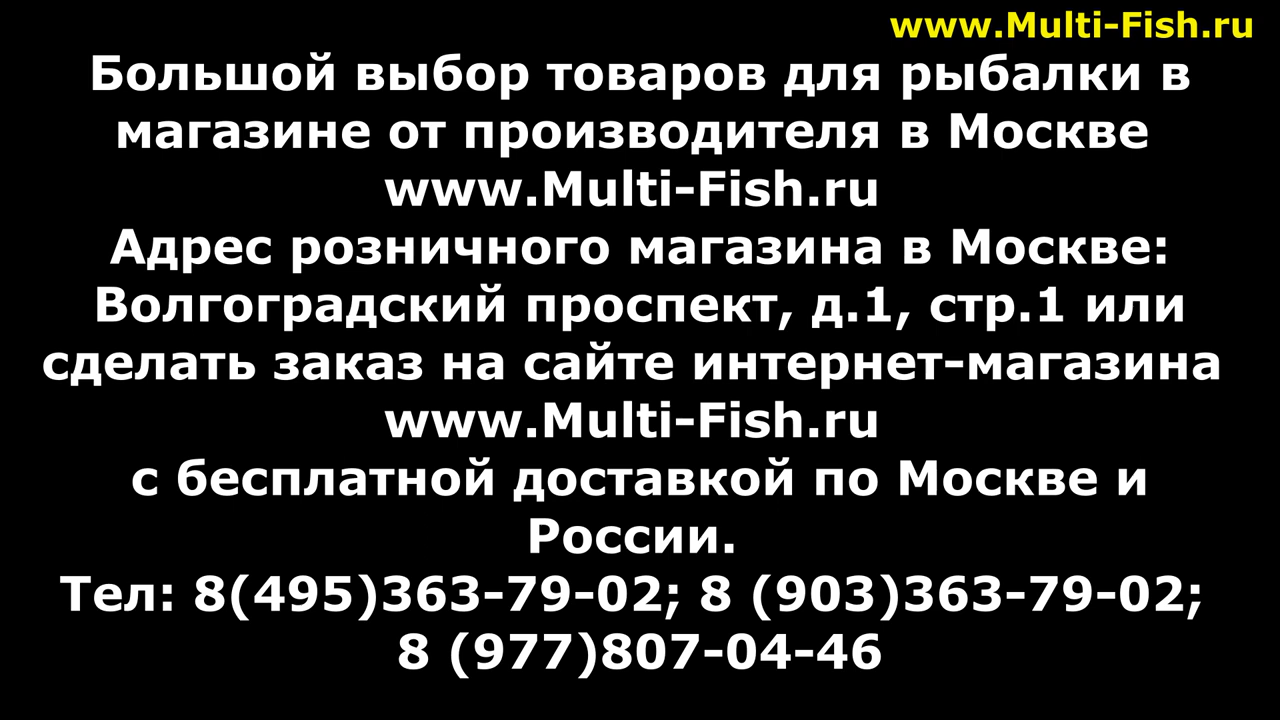 www.Multi-Fish.ru
Большой выбор товаров для рыбалки в
магазине от производителя в Москве
www.Multi-Fish.ru
Адрес розничного магазина в Москве:
Волгоградский проспект, д.1, стр.1 или
сделать заказ на сайте интернет-магазина
www.Multi-Fish.ru
с бесплатной доставкой по Москве и
России.
Тел: 8(495)363-79-02; 8 (903)363-79-02;
8 (977)807-04-46